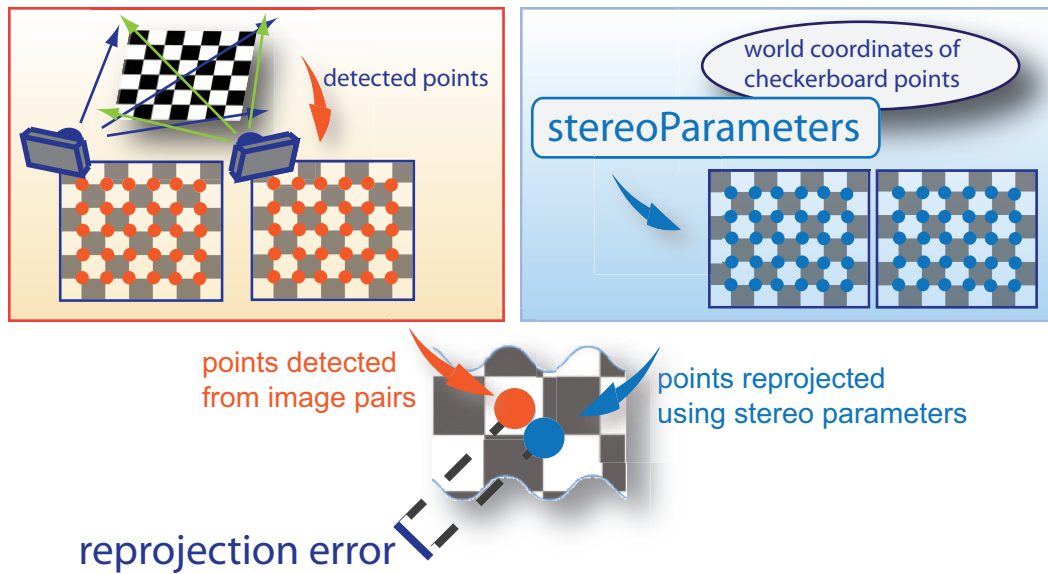 detected points
world coordinates of
checkerboard points
stereoParameters
points detected
from image pairs
points reprojected
using stereo parameters
reprojection error